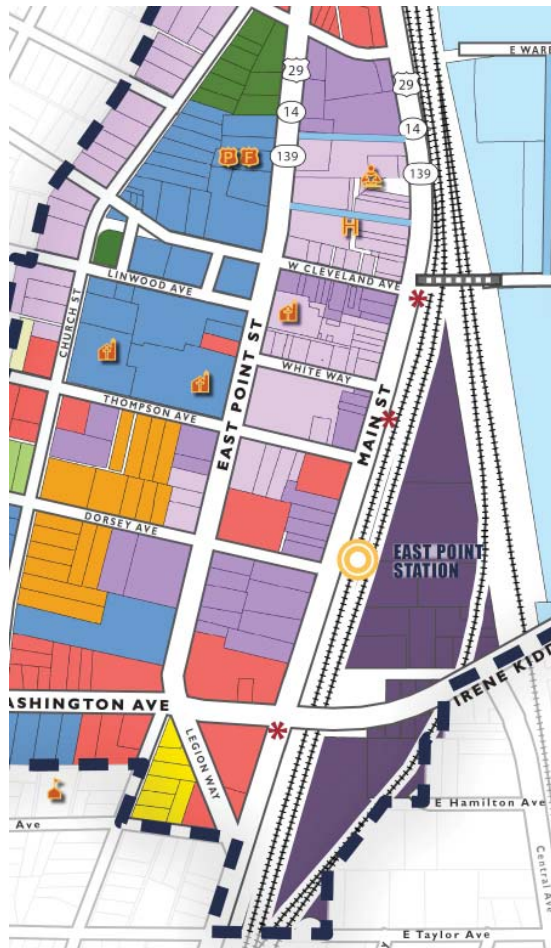 29
29
E WARR
14
14
139
139
P F
H
W CLEVELAND AVE
LINWOOD AVE
CHURCH ST
EAST POINT ST
WHITE WAY
MAIN ST
THOMPSON AVE
DORSEY AVE
EAST POINT
STATION
ASHINGTON AVE
IRENE KIDD
LEGION WAY
E Hamilton Ave
Ave
Central Ave
E Taylor Ave